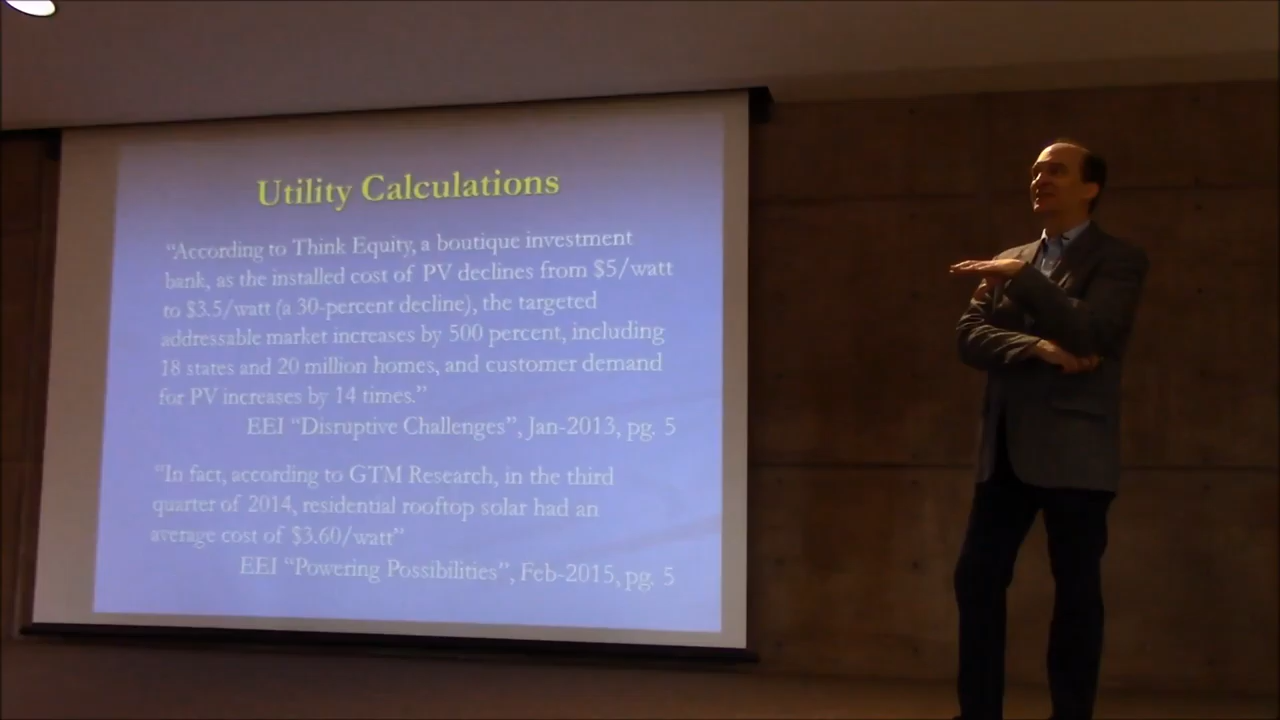 Utility Calculations
“According to Think Equity, a boutique investment
bank, as the installed cost of PV declines from $5/watt
to $3.5/watt (a 30-percent decline), the targeted
addressable market increases by 500 percent, including
18 states and 20 million homes, and customer demand
for PV increases by 14 times.”
EEI “Disruptive Challenges”, Jan-2013, pg. 5
“In fact, according to GTM Research, in the third
quarter of 2014, residential rooftop solar had an
average cost of $3.60/watt”
EEI “Powering Possibilities”, Feb-2015, pg. 5